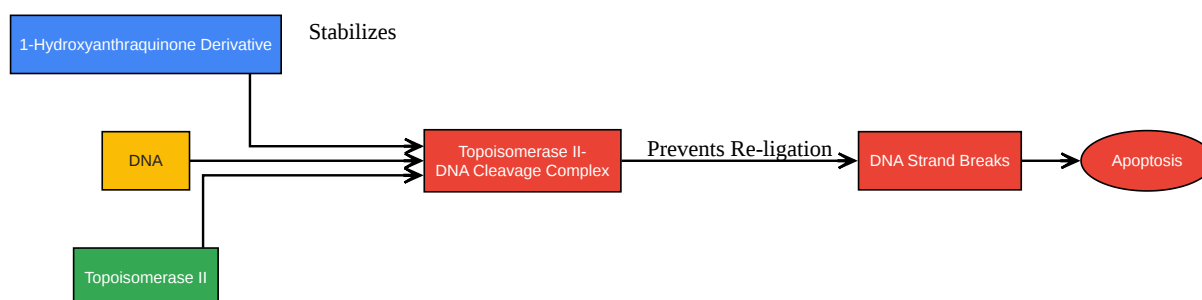 1-Hydroxyanthraquinone Derivative
Stabilizes
DNA
Topoisomerase II-
DNA Cleavage Complex
Prevents Re-ligation
DNA Strand Breaks
Apoptosis
Topoisomerase II